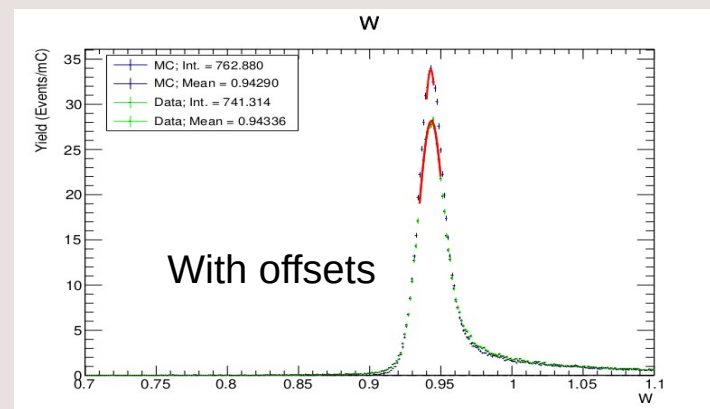 W
Yield (Events/mC)
MC; Int. = 762.880
MC; Mean = 0.94290
Data; Int. = 741.314
Data; Mean = 0.94336
35
30
25
20
15
10
5
0
With offsets
0.7 0.75 0.8 0.85 0.9 0.95 1 1.05 1.1
W